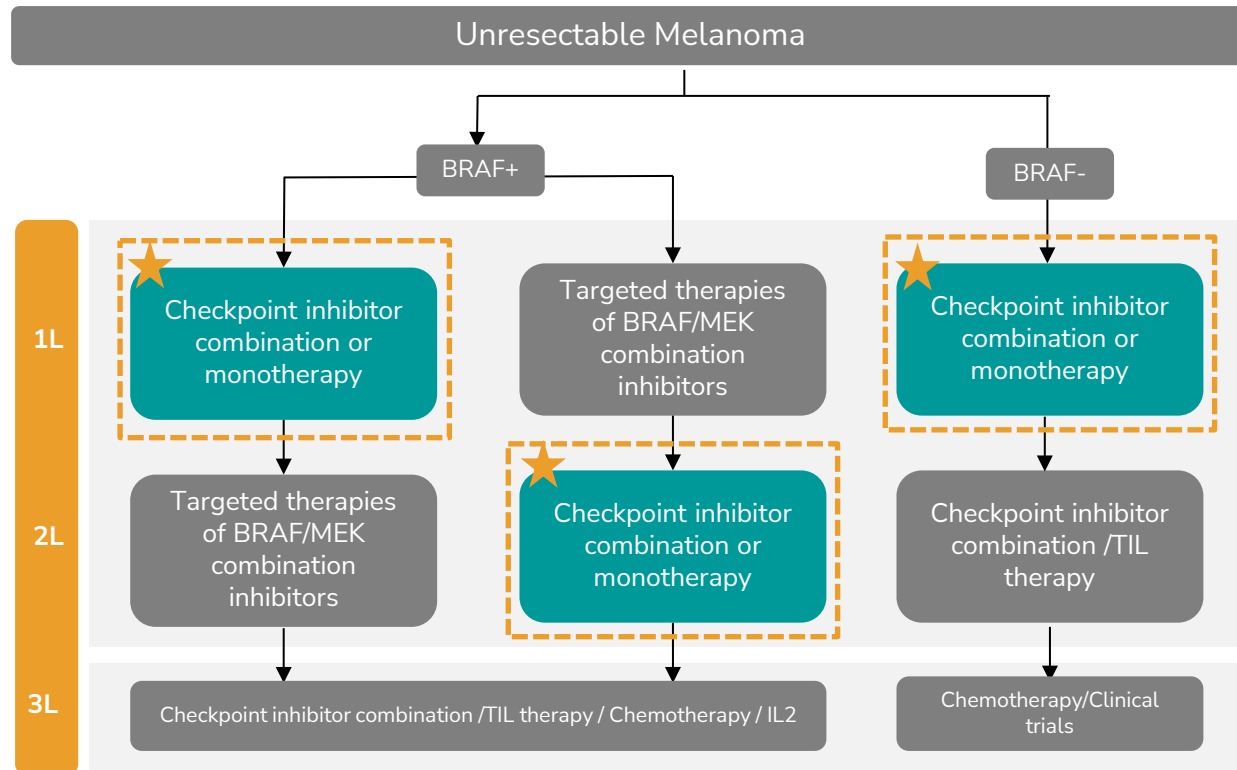 Unresectable Melanoma
BRAF+
BRAF-
1L
Checkpoint inhibitor
combination or
monotherapy
Targeted therapies
of BRAF/MEK
combination
inhibitors
Checkpoint inhibitor
combination or
monotherapy
2L
Targeted therapies
of BRAF/MEK
combination
inhibitors
Checkpoint inhibitor
combination or
monotherapy
Checkpoint inhibitor
combination /TIL
therapy
3L
Checkpoint inhibitor combination /TIL therapy / Chemotherapy / IL2
Chemotherapy/Clinical
trials